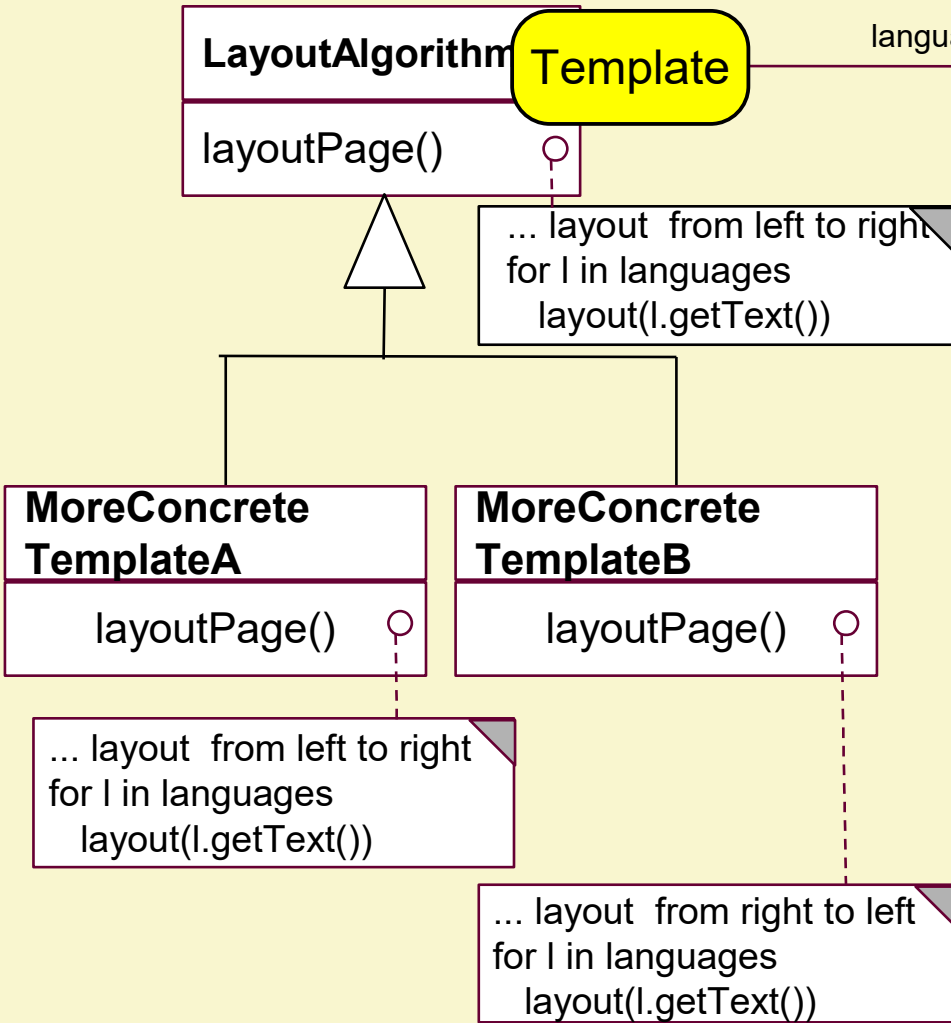 LayoutAlgorithm
Template
layoutPage()
... layout from left to right
for l in languages
layout(l.getText())
MoreConcrete
TemplateA
layoutPage()
MoreConcrete
TemplateB
layoutPage()
... layout from left to right
for l in languages
layout(l.getText())
... layout from right to left
for l in languages
layout(l.getText())